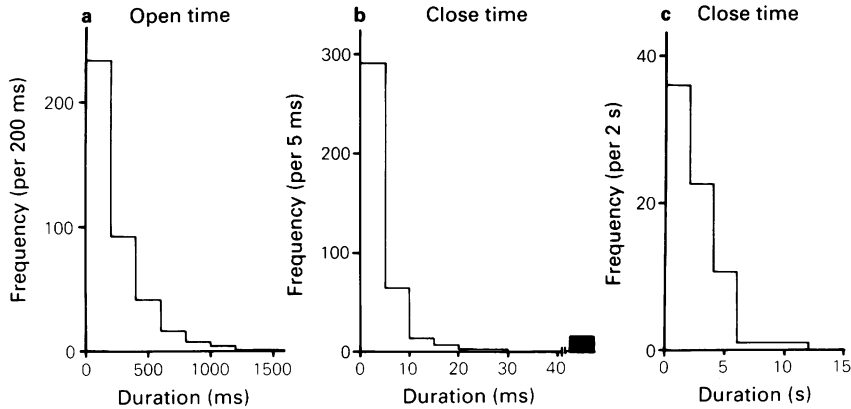 a Open time
Frequency (per 200 ms)
200
100
0
0 500 1000 1500
Duration (ms)
b Close time
Frequency (per 5 ms)
300
200
100
0
0 10 20 30 40
Duration (ms)
c Close time
Frequency (per 2 s)
40
20
0
0 5 10 15
Duration (s)